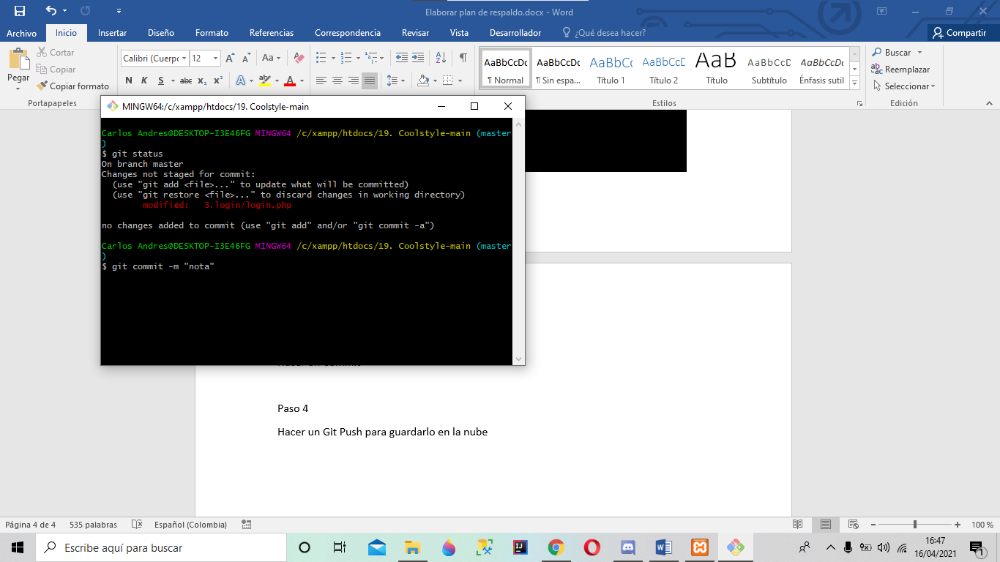 Elaborar plan de respaldo.docx - Word
Archivo Inicio Insertar Diseño Formato Referencias Correspondencia Revisar Vista Desarrollador ¿Qué desea hacer? Compartir
Pegar
Cortar
Copiar
Copiar formato
Portapapeles
Calibri (Cuerpo 12
N K S abc x₂ x²
AaBbCcDc AaBbCcDc AaBbCc AaBbCcD AaB AaBbCcD AaBbCcDc
¶ Normal ¶ Sin espa... Título 1 Título 2 Título Subtítulo Énfasis sutil
Estilos
Buscar
Reemplazar
Seleccionar
Edición
MINGW64:/c/xampp/htdocs/19. Coolstyle-main
Carlos Andres@DESKTOP-I3E46FG MINGW64 /c/xampp/htdocs/19. Coolstyle-main (master
)
$ git status
On branch master
Changes not staged for commit:
(use "git add <file>..." to update what will be committed)
(use "git restore <file>..." to discard changes in working directory)
modified: 3.login/login.php
no changes added to commit (use "git add" and/or "git commit -a")
Carlos Andres@DESKTOP-I3E46FG MINGW64 /c/xampp/htdocs/19. Coolstyle-main (master
)
$ git commit -m "nota"
Paso 4
Hacer un Git Push para guardarlo en la nube
Página 4 de 4 535 palabras Español (Colombia) 100 %
Escribe aquí para buscar
16:47
16/04/2021